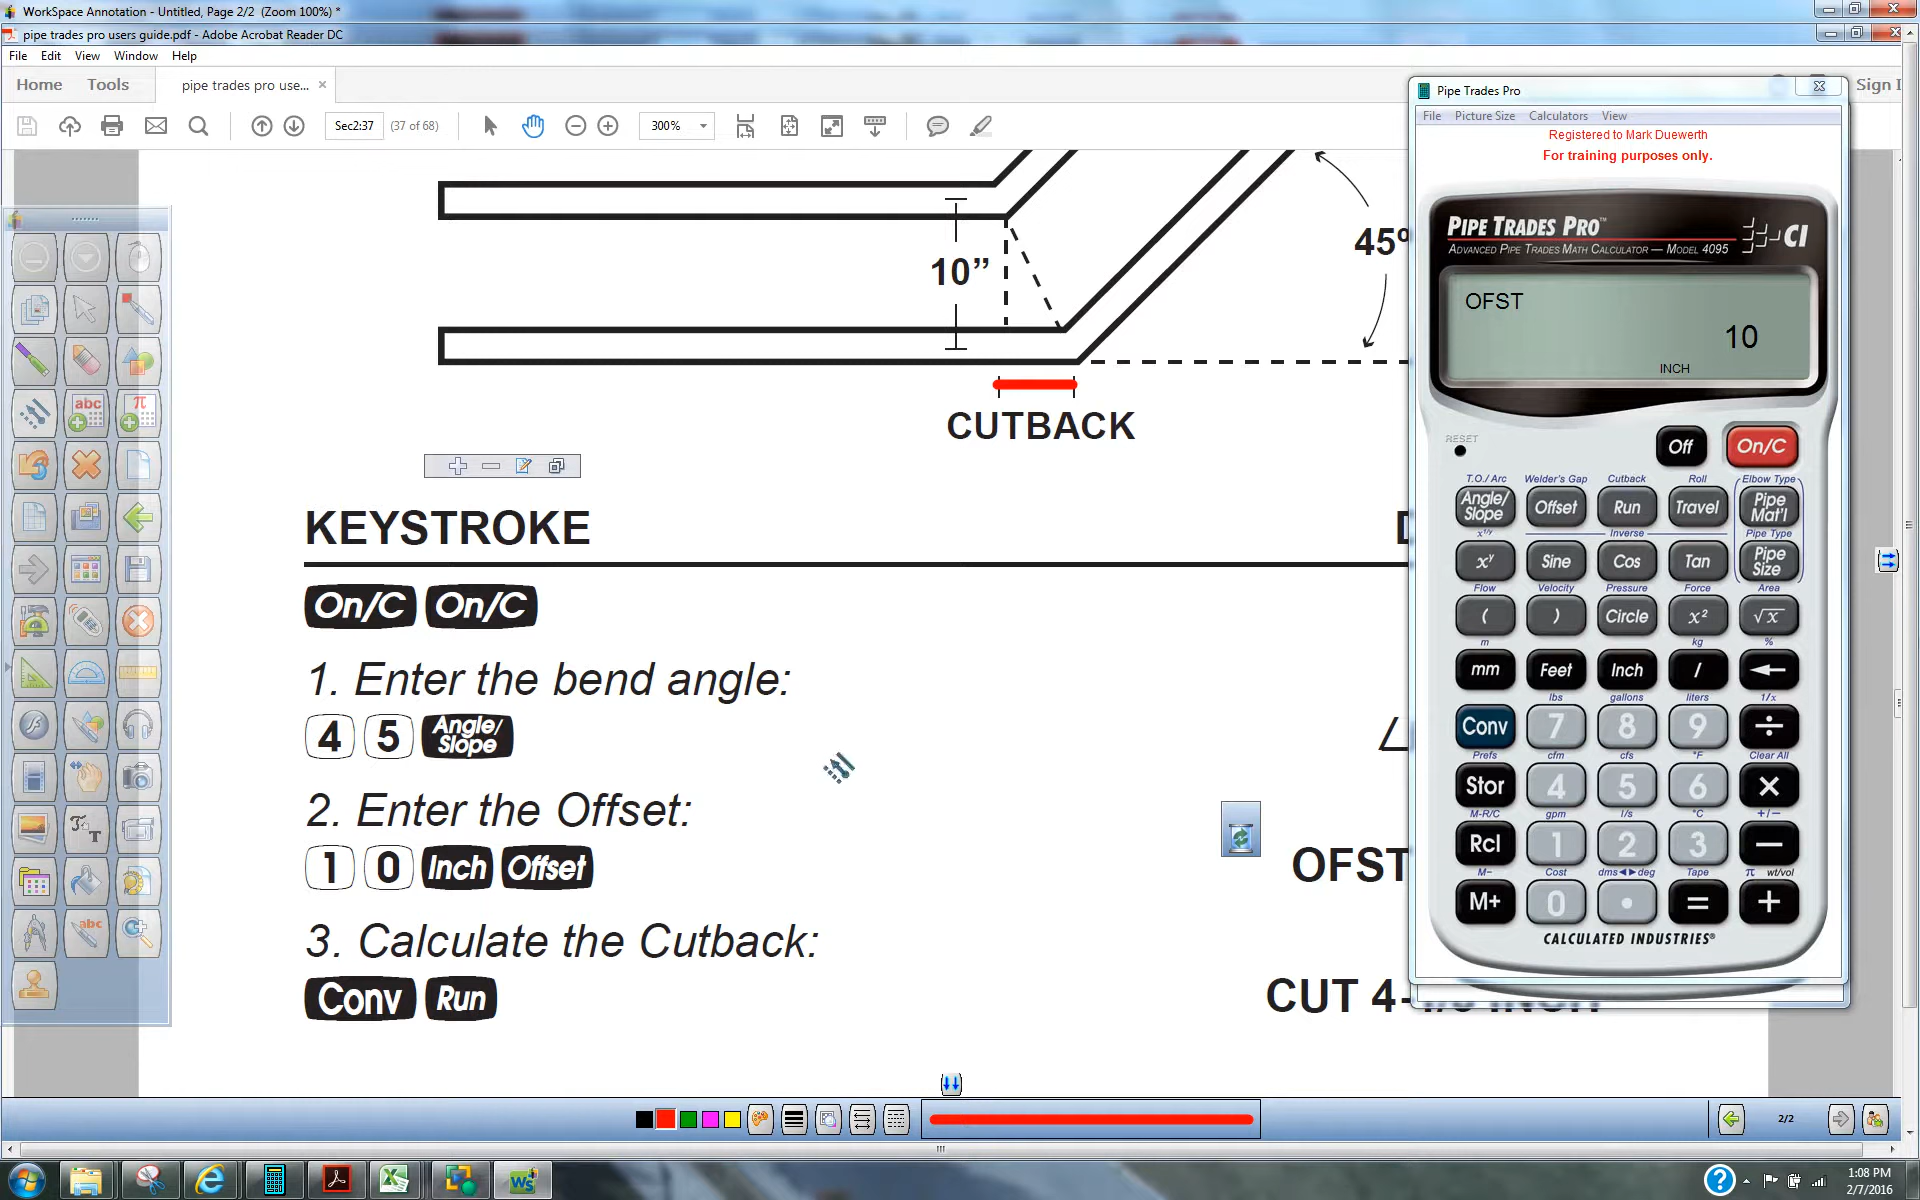 WorkSpace Annotation - Untitled, Page 2/2 (Zoom 100%) *
pipe trades pro users guide.pdf - Adobe Acrobat Reader DC
File Edit View Window Help
Home Tools pipe trades pro use... ×
Sign I
Sec2:37 (37 of 68) 300%
10”
45º
CUTBACK
KEYSTROKE
On/C On/C
1. Enter the bend angle:
4 5 Angle/Slope
2. Enter the Offset:
1 0 Inch Offset
OFST
3. Calculate the Cutback:
Conv Run
CUT 4-
Pipe Trades Pro
File Picture Size Calculators View
Registered to Mark Duewerth
For training purposes only.
PIPE TRADES PRO™
ADVANCED PIPE TRADES MATH CALCULATOR — MODEL 4095
CI
OFST
10
INCH
RESET
Off On/C
T.O./ Arc Welder's Gap Cutback Roll Elbow Type
Angle/Slope Offset Run Travel Pipe Mat'l
x¹/ʸ Inverse Pipe Type
xʸ Sine Cos Tan Pipe Size
Flow Velocity Pressure Force Area
( ) Circle x² √x
m kg %
mm Feet Inch / ←
lbs gallons liters 1/x
Conv 7 8 9 ÷
Prefs cfm cfs °F Clear All
Stor 4 5 6 ×
M-R/C gpm l/s °C +/−
Rcl 1 2 3 −
M− Cost dms◄►deg Tape π wt/vol
M+ 0 • = +
CALCULATED INDUSTRIES®
abc
π
abc
2/2
1:08 PM
2/7/2016